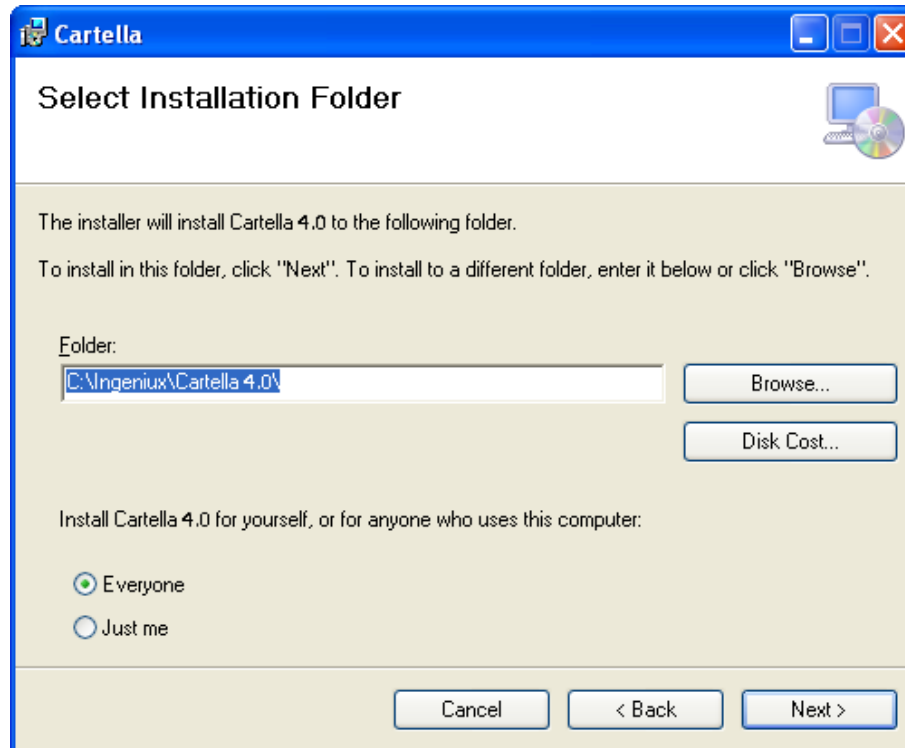 Cartella
Select Installation Folder
The installer will install Cartella 4.0 to the following folder.
To install in this folder, click "Next". To install to a different folder, enter it below or click "Browse".
Folder:
C:\Ingeniux\Cartella 4.0\
Browse...
Disk Cost...
Install Cartella 4.0 for yourself, or for anyone who uses this computer:
Everyone
Just me
Cancel
< Back
Next >